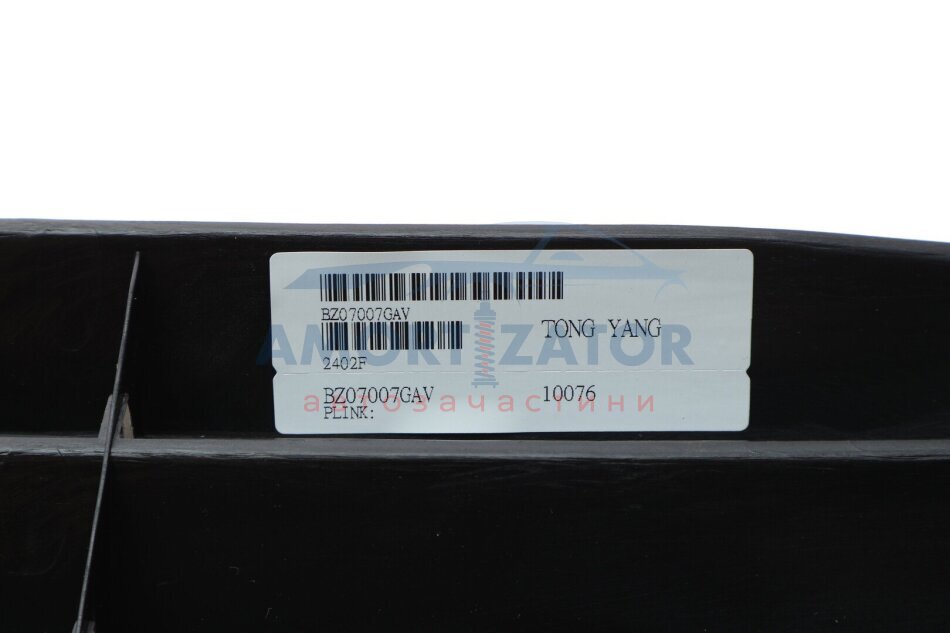 BZ07007GAV
2402F
TONG YANG
BZ07007GAV
10076
PLINK:
AMORTIZATOR
автозачастини